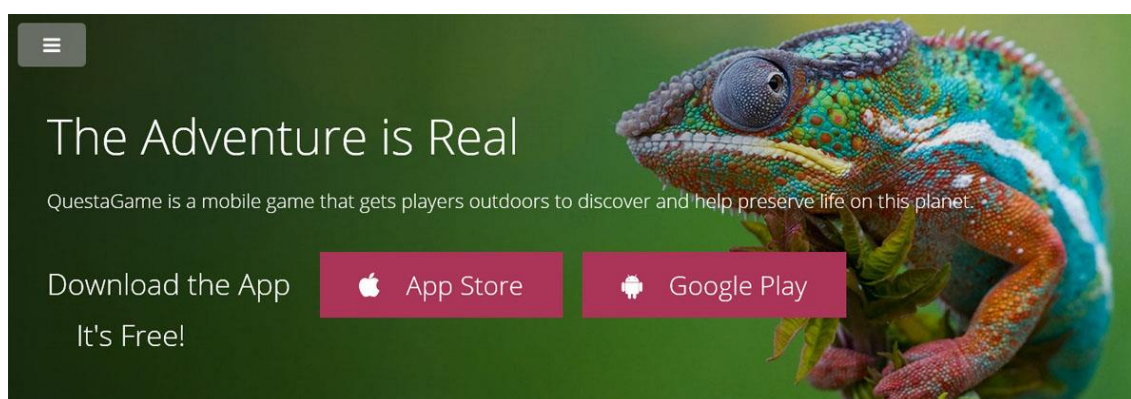 The Adventure is Real
QuestaGame is a mobile game that gets players outdoors to discover and help preserve life on this planet.
Download the App
App Store
Google Play
It's Free!